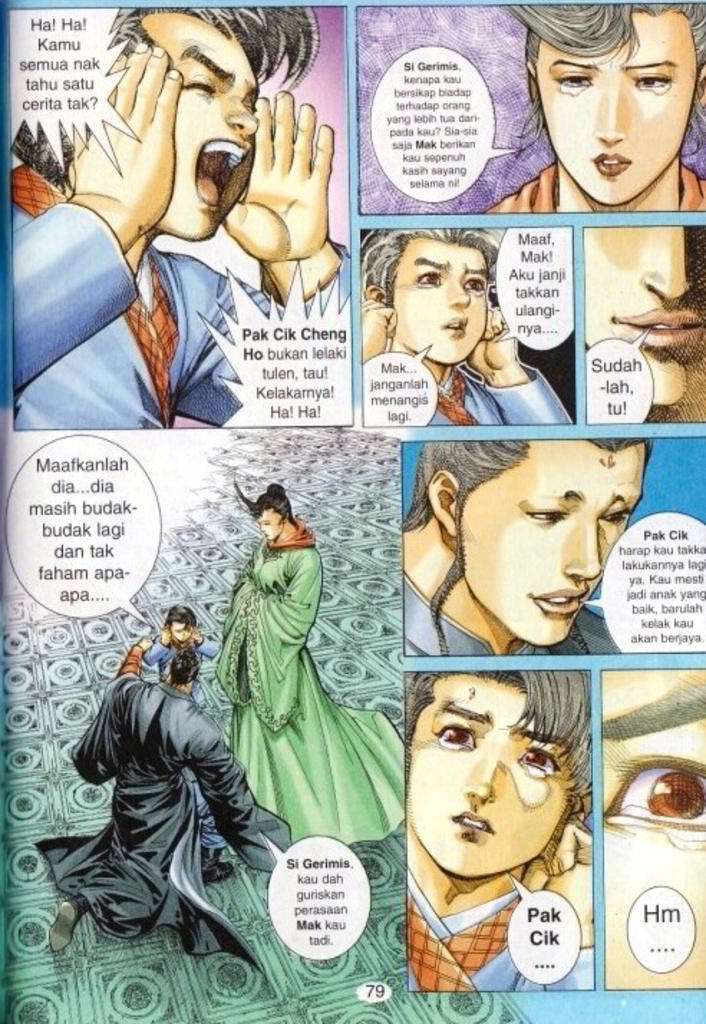 Ha! Ha!
Kamu
semua nak
tahu satu
cerita tak?
Pak Cik Cheng
Ho bukan lelaki
tulen, tau!
Kelakarnya!
Ha! Ha!
Si Gerimis,
kenapa kau
bersikap biadap
terhadap orang
yang lebih tua dari-
pada kau? Sia-sia
saja Mak berikan
kau sepenuh
kasih sayang
selama ni!
Maaf,
Mak!
Aku janji
takkan
ulangi-
nya....
Mak...
janganlah
menangis
lagi.
Sudah
-lah,
tu!
Maafkanlah
dia...dia
masih budak-
budak lagi
dan tak
faham apa-
apa....
Si Gerimis,
kau dah
guriskan
perasaan
Mak kau
tadi.
Pak Cik
harap kau takka
lakukannya lagi
ya. Kau mesti
jadi anak yang
baik, barulah
kelak kau
akan berjaya.
Pak
Cik
....
Hm
....
79